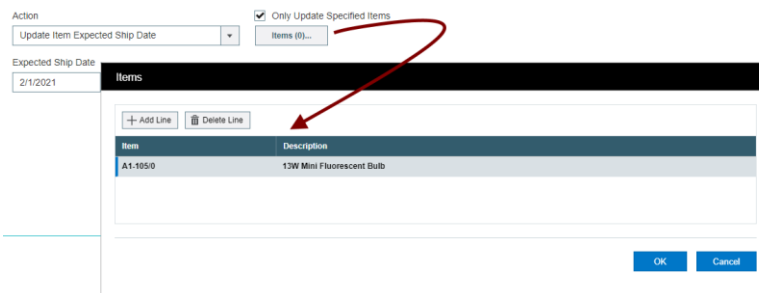 Action
Only Update Specified Items
Update Item Expected Ship Date
Items (0)...
Expected Ship Date
2/1/2021
Items
Add Line
Delete Line
Item Description
A1-105/0 13W Mini Fluorescent Bulb
OK Cancel